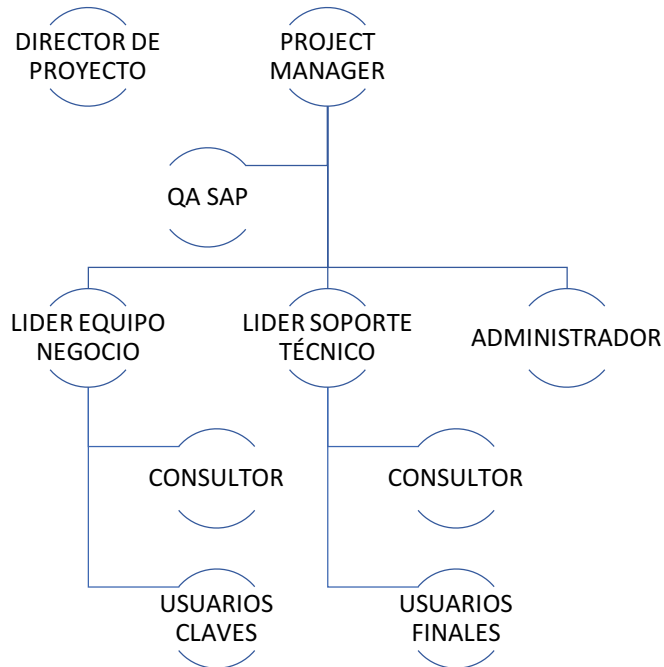 DIRECTOR DE
PROYECTO
PROJECT
MANAGER
QA SAP
LIDER EQUIPO
NEGOCIO
LIDER SOPORTE
TÉCNICO
ADMINISTRADOR
CONSULTOR
CONSULTOR
USUARIOS
CLAVES
USUARIOS
FINALES